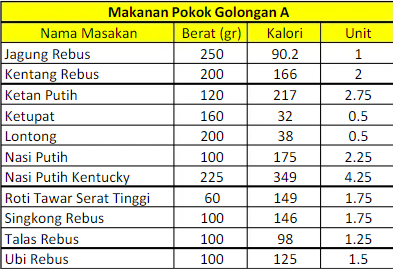 Makanan Pokok Golongan A
Nama Masakan Berat (gr) Kalori Unit
Jagung Rebus 250 90.2 1
Kentang Rebus 200 166 2
Ketan Putih 120 217 2.75
Ketupat 160 32 0.5
Lontong 200 38 0.5
Nasi Putih 100 175 2.25
Nasi Putih Kentucky 225 349 4.25
Roti Tawar Serat Tinggi 60 149 1.75
Singkong Rebus 100 146 1.75
Talas Rebus 100 98 1.25
Ubi Rebus 100 125 1.5